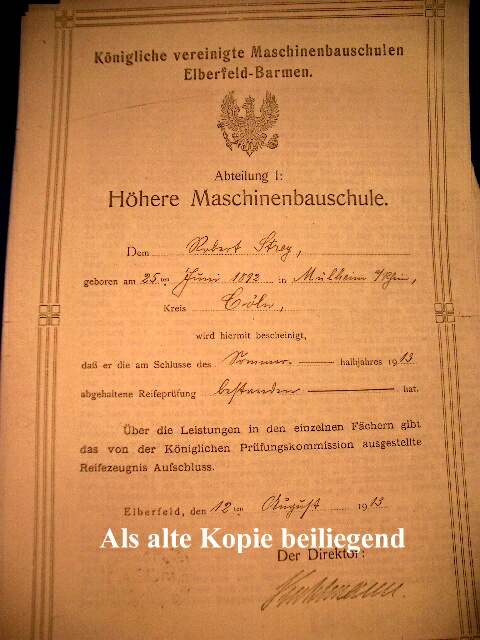 Königliche vereinigte Maschinenbauschulen
Elberfeld-Barmen.
Abteilung I:
Höhere Maschinenbauschule.
Dem Robert Strey,
geboren am 25ten Juni 1892 in Mülheim a/Rhein,
Kreis Cöln,
wird hiermit bescheinigt,
daß er die am Schlusse des Sommer- halbjahres 1913
abgehaltene Reifeprüfung bestanden hat.
Über die Leistungen in den einzelnen Fächern gibt
das von der Königlichen Prüfungskommission ausgestellte
Reifezeugnis Aufschluss.
Elberfeld, den 12ten August 1913
Als alte Kopie beiliegend
Der Direktor: